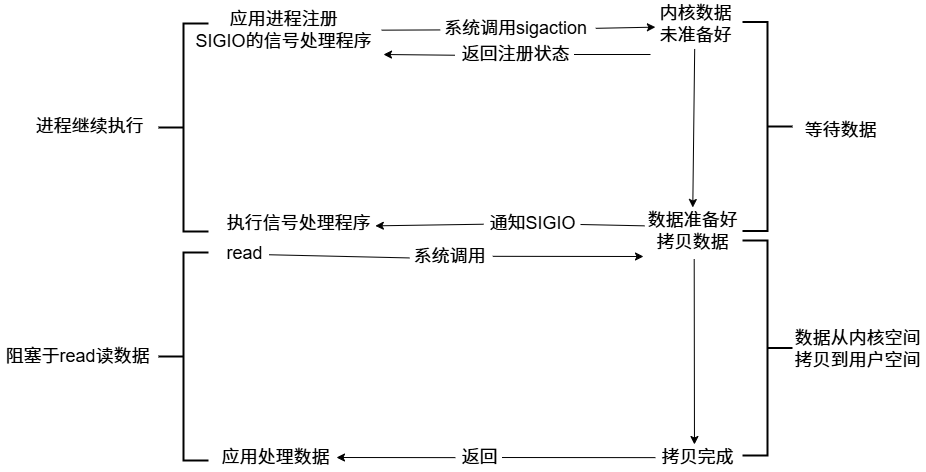 应用进程注册
SIGIO的信号处理程序
系统调用sigaction
返回注册状态
内核数据
未准备好
进程继续执行
等待数据
执行信号处理程序
通知SIGIO
数据准备好
拷贝数据
read
系统调用
阻塞于read读数据
数据从内核空间
拷贝到用户空间
应用处理数据
返回
拷贝完成